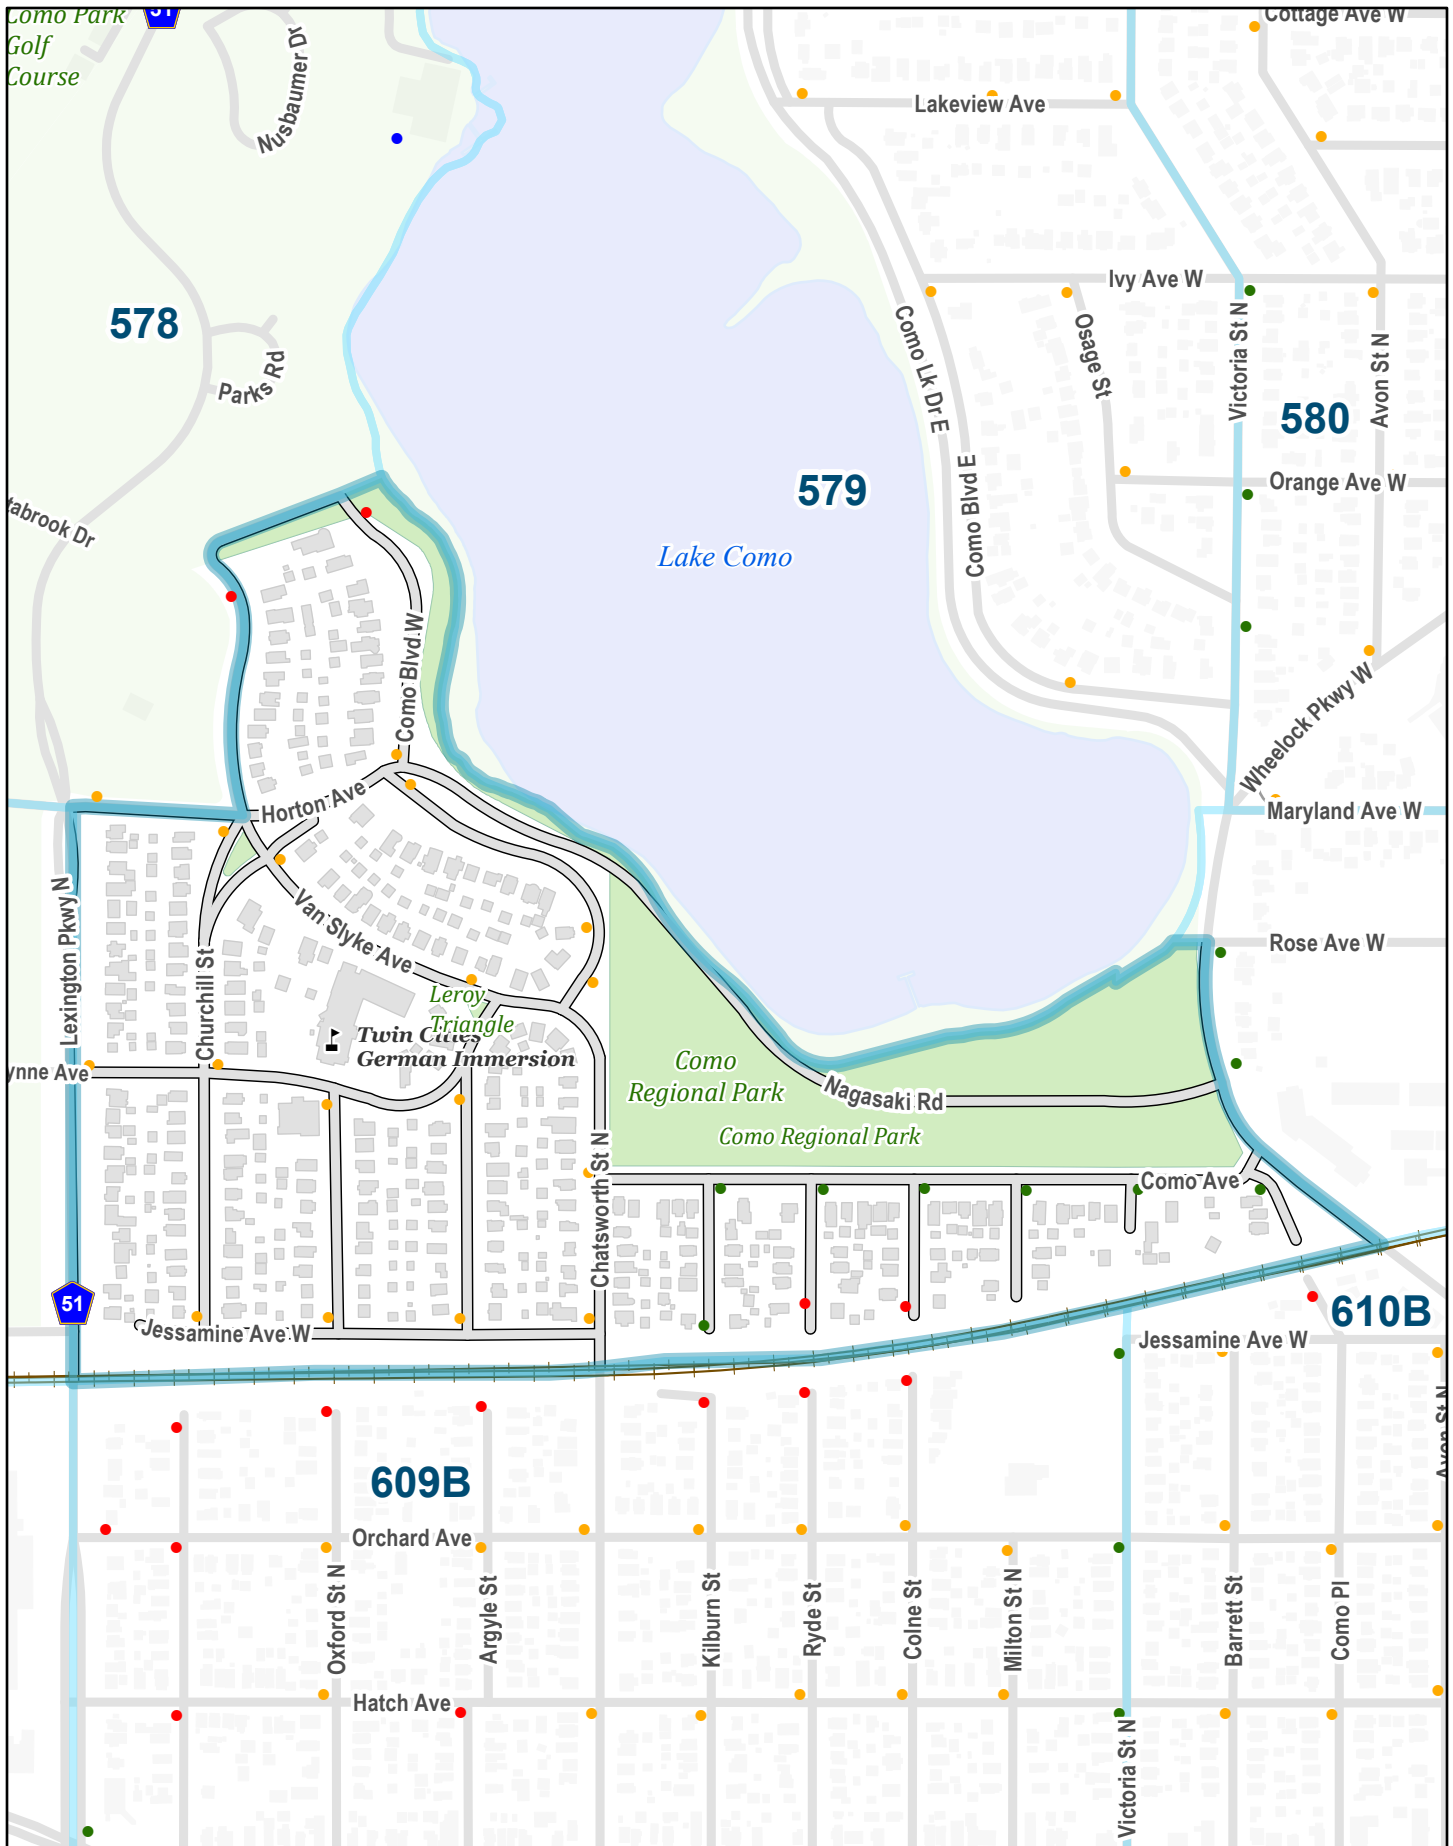 Como Park
Golf
Course
51
Nusbaumer Dr
Cottage Ave W
Lakeview Ave
Ivy Ave W
578
Parks Rd
Como Lk Dr E
Osage St
Victoria St N
Avon St N
580
579
Como Blvd E
Orange Ave W
tabrook Dr
Lake Como
Como Blvd W
Wheelock Pkwy W
Horton Ave
Maryland Ave W
Lexington Pkwy N
Van Slyke Ave
Churchill St
Rose Ave W
Leroy
Triangle
Twin Cities
German Immersion
ynne Ave
Como
Regional Park
Nagasaki Rd
Como Regional Park
Chatsworth St N
Como Ave
51
Jessamine Ave W
610B
Jessamine Ave W
Avon St N
609B
Orchard Ave
Oxford St N
Argyle St
Kilburn St
Ryde St
Colne St
Milton St N
Barrett St
Como Pl
Hatch Ave
Victoria St N